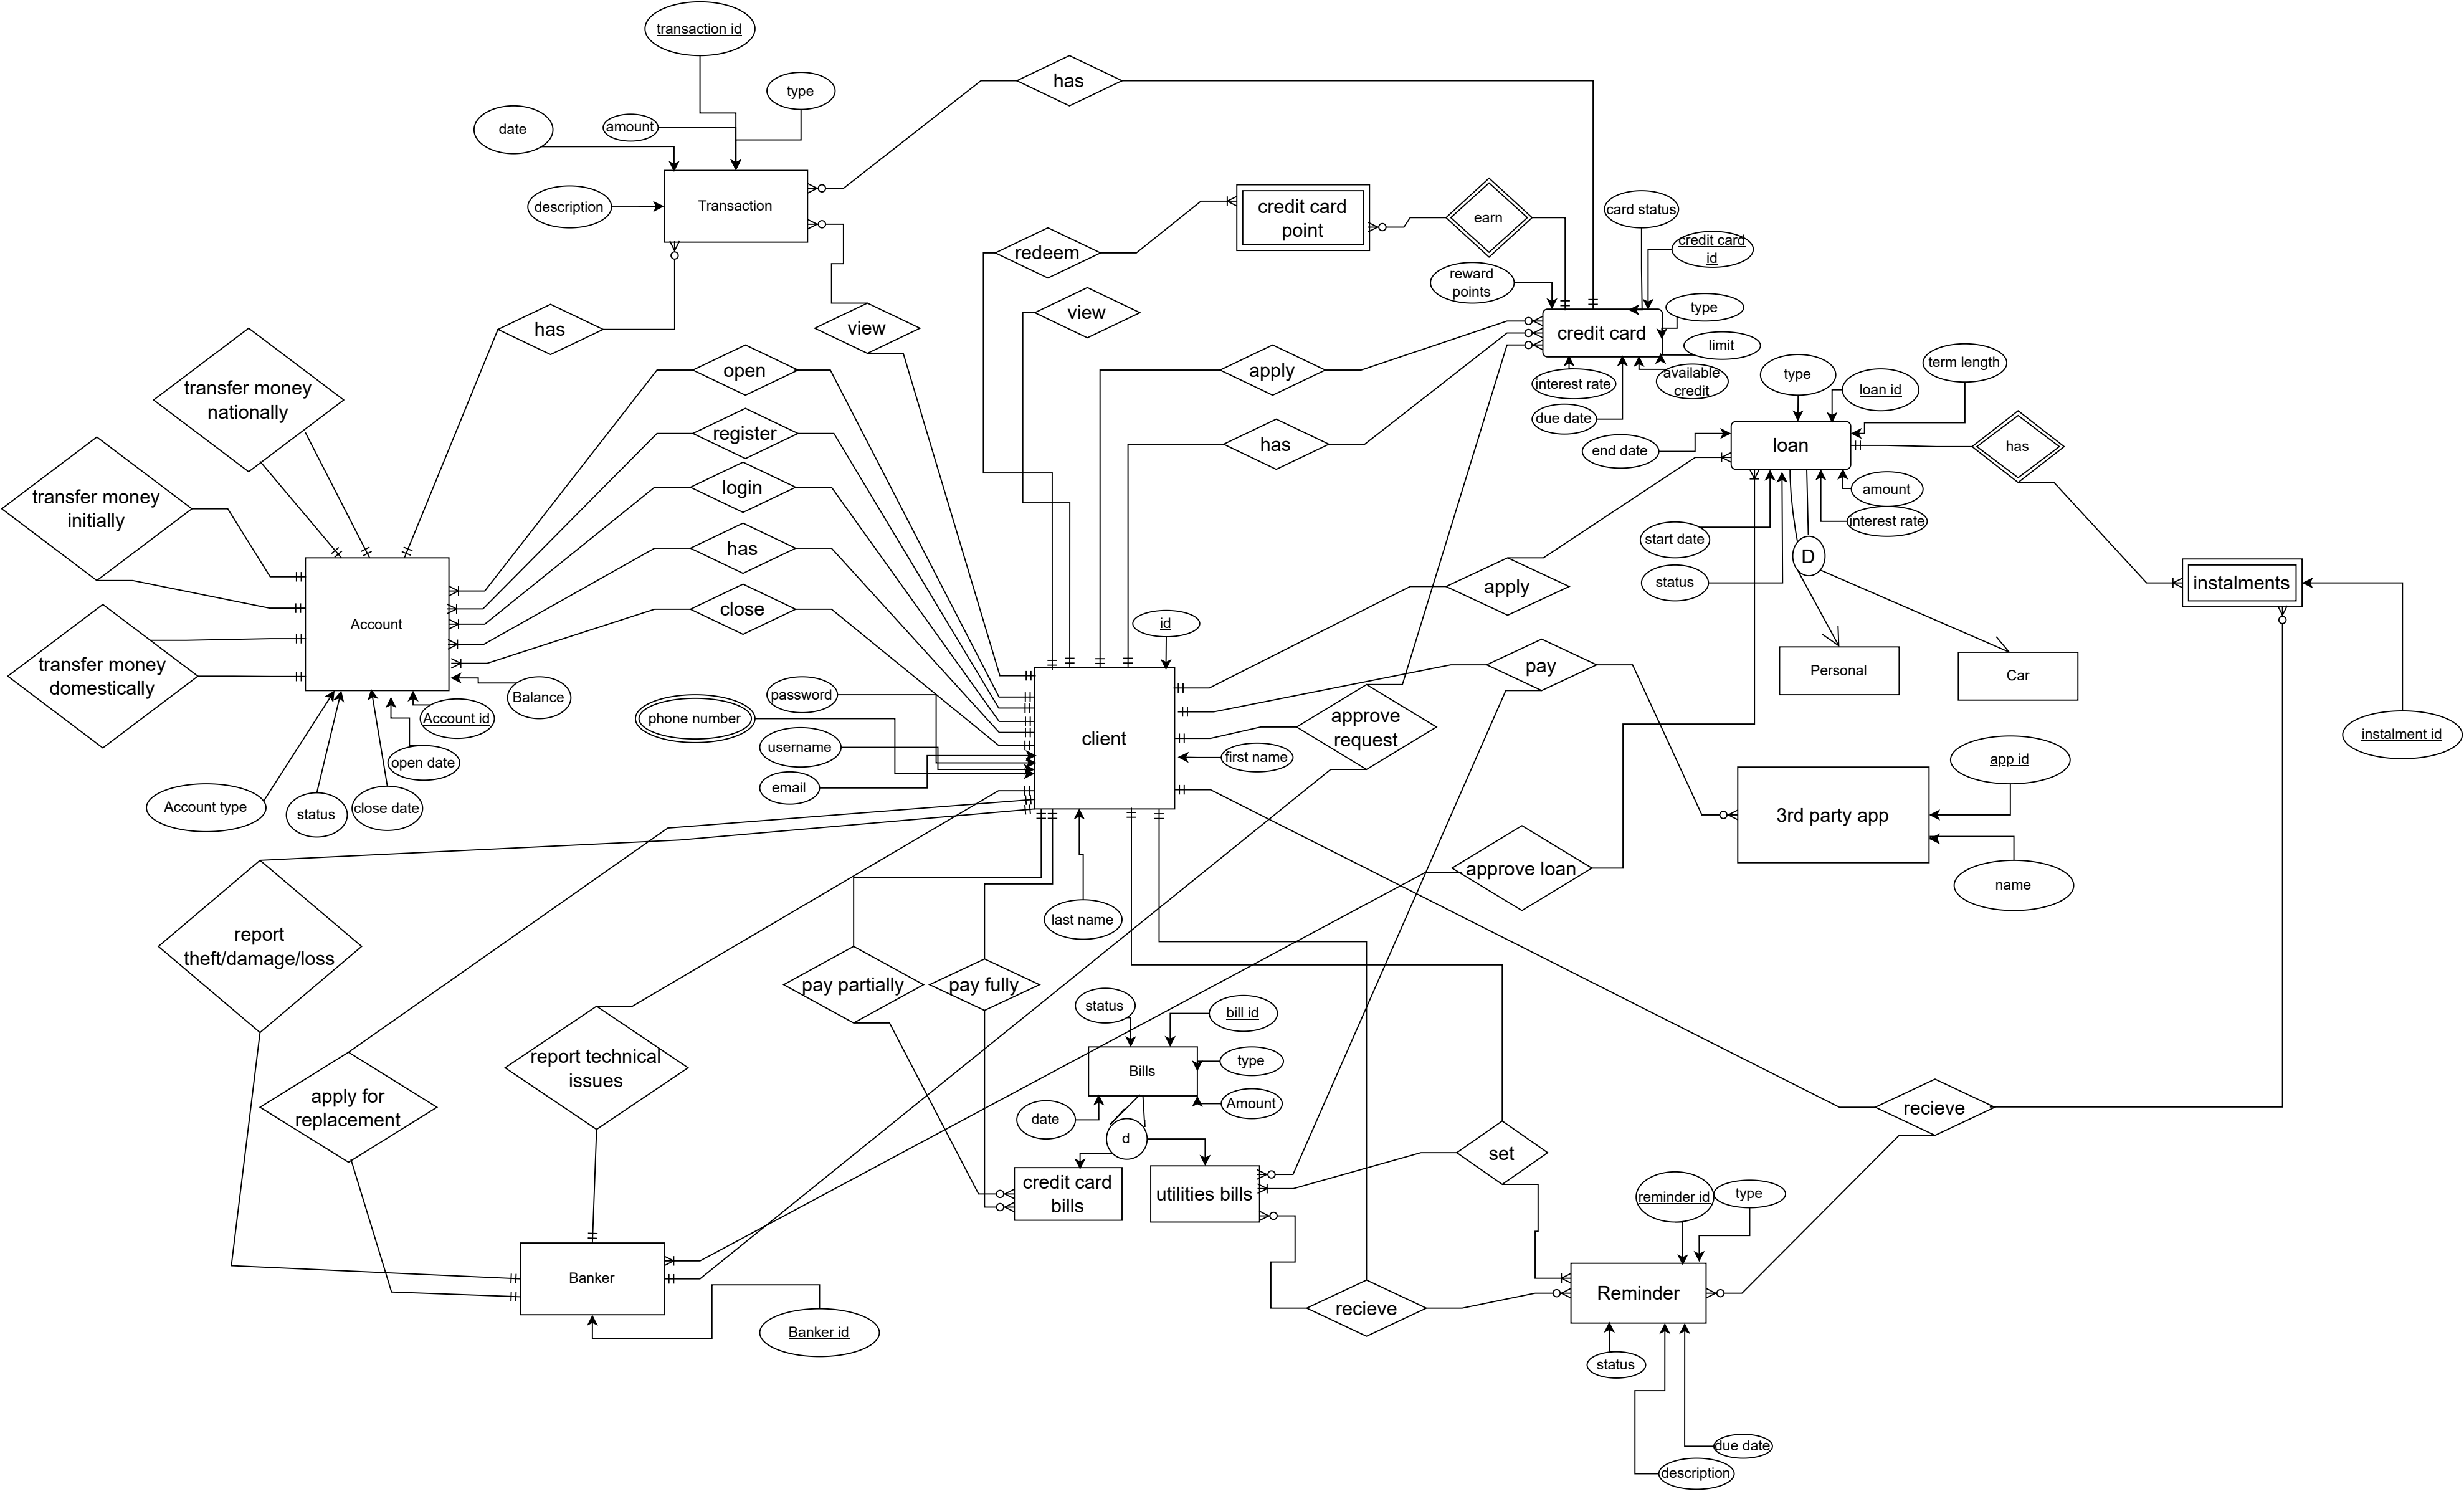 transaction id
type
date
amount
description
Transaction
has
credit card
point
earn
card status
credit card
id
redeem
reward
points
view
view
has
type
credit card
limit
transfer money
nationally
open
apply
interest rate
available
credit
due date
type
loan id
term length
register
has
end date
loan
has
transfer money
initially
login
amount
interest rate
start date
D
has
status
apply
instalments
close
Account
id
transfer money
domestically
Balance
Account id
open date
Account type
status
close date
password
phone number
username
email
client
first name
last name
approve
request
pay
Personal
Car
instalment id
app id
3rd party app
name
approve loan
report
theft/damage/loss
pay partially
pay fully
report technical
issues
apply for
replacement
status
bill id
Bills
type
Amount
date
d
credit card
bills
utilities bills
set
recieve
reminder id
type
Banker
Banker id
recieve
Reminder
status
due date
description